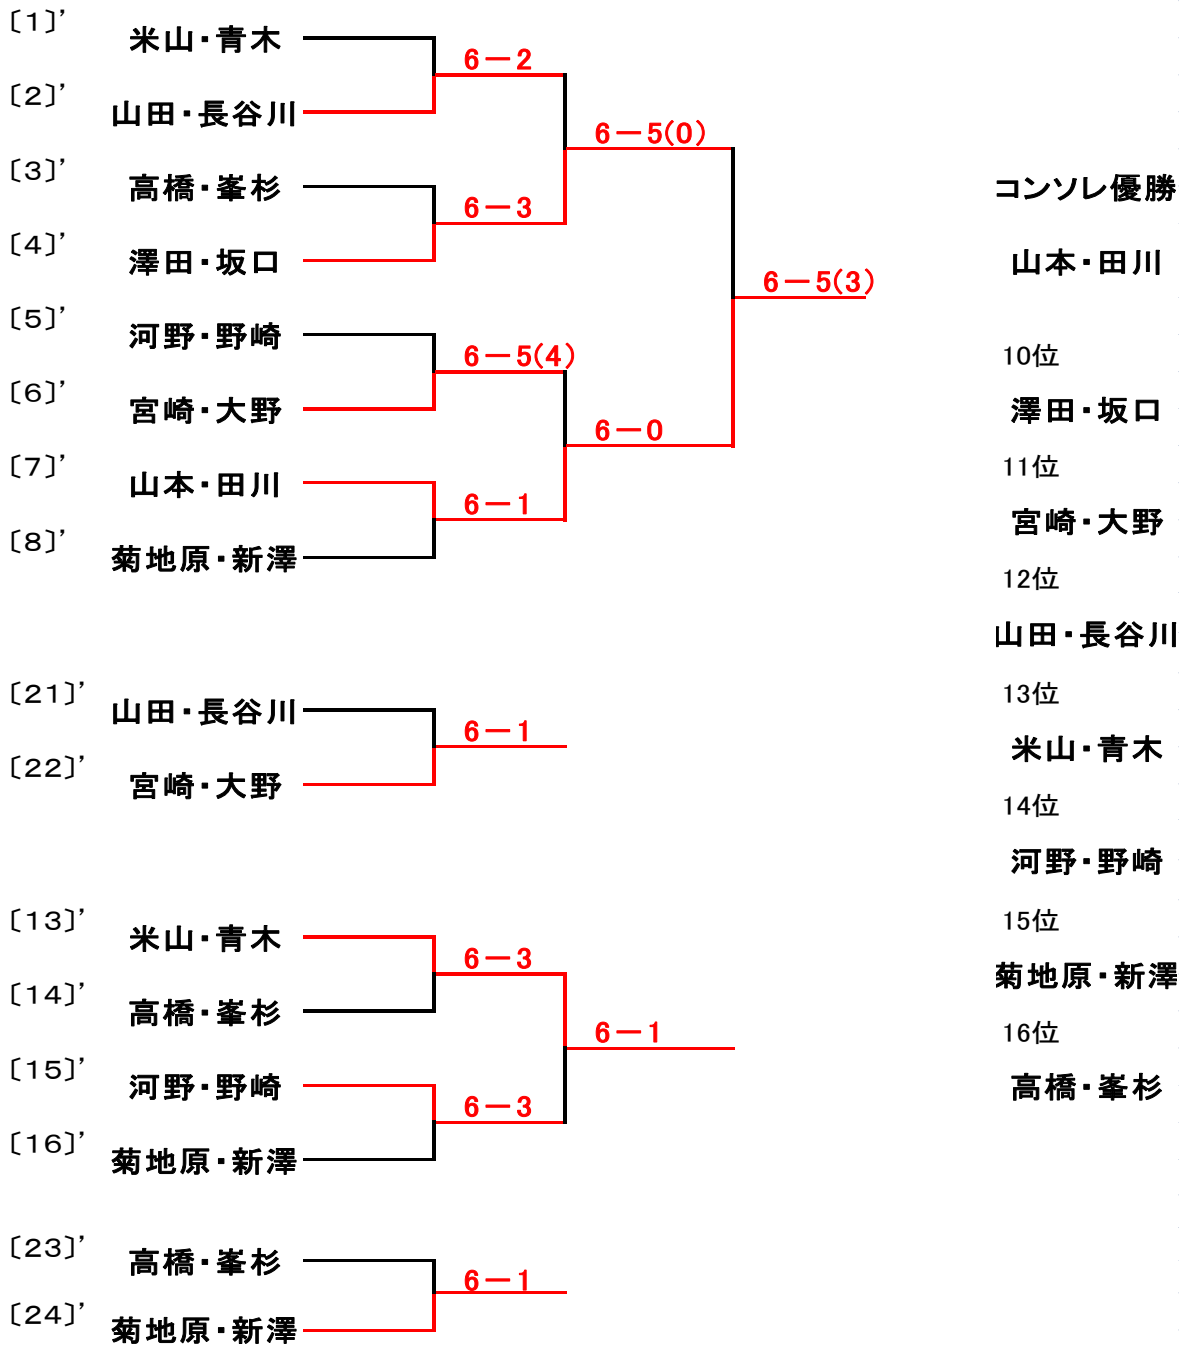 〔1〕’
米山・青木
6－2
〔2〕’
山田・長谷川
6－5(0)
〔3〕’
高橋・峯杉
6－3
〔4〕’
澤田・坂口
6－5(3)
〔5〕’
河野・野崎
6－5(4)
〔6〕’
宮崎・大野
6－0
〔7〕’
山本・田川
6－1
〔8〕’
菊地原・新澤
〔21〕’
山田・長谷川
6－1
〔22〕’
宮崎・大野
〔13〕’
米山・青木
6－3
〔14〕’
高橋・峯杉
6－1
〔15〕’
河野・野崎
6－3
〔16〕’
菊地原・新澤
〔23〕’
高橋・峯杉
6－1
〔24〕’
菊地原・新澤
コンソレ優勝
山本・田川
10位
澤田・坂口
11位
宮崎・大野
12位
山田・長谷川
13位
米山・青木
14位
河野・野崎
15位
菊地原・新澤
16位
高橋・峯杉